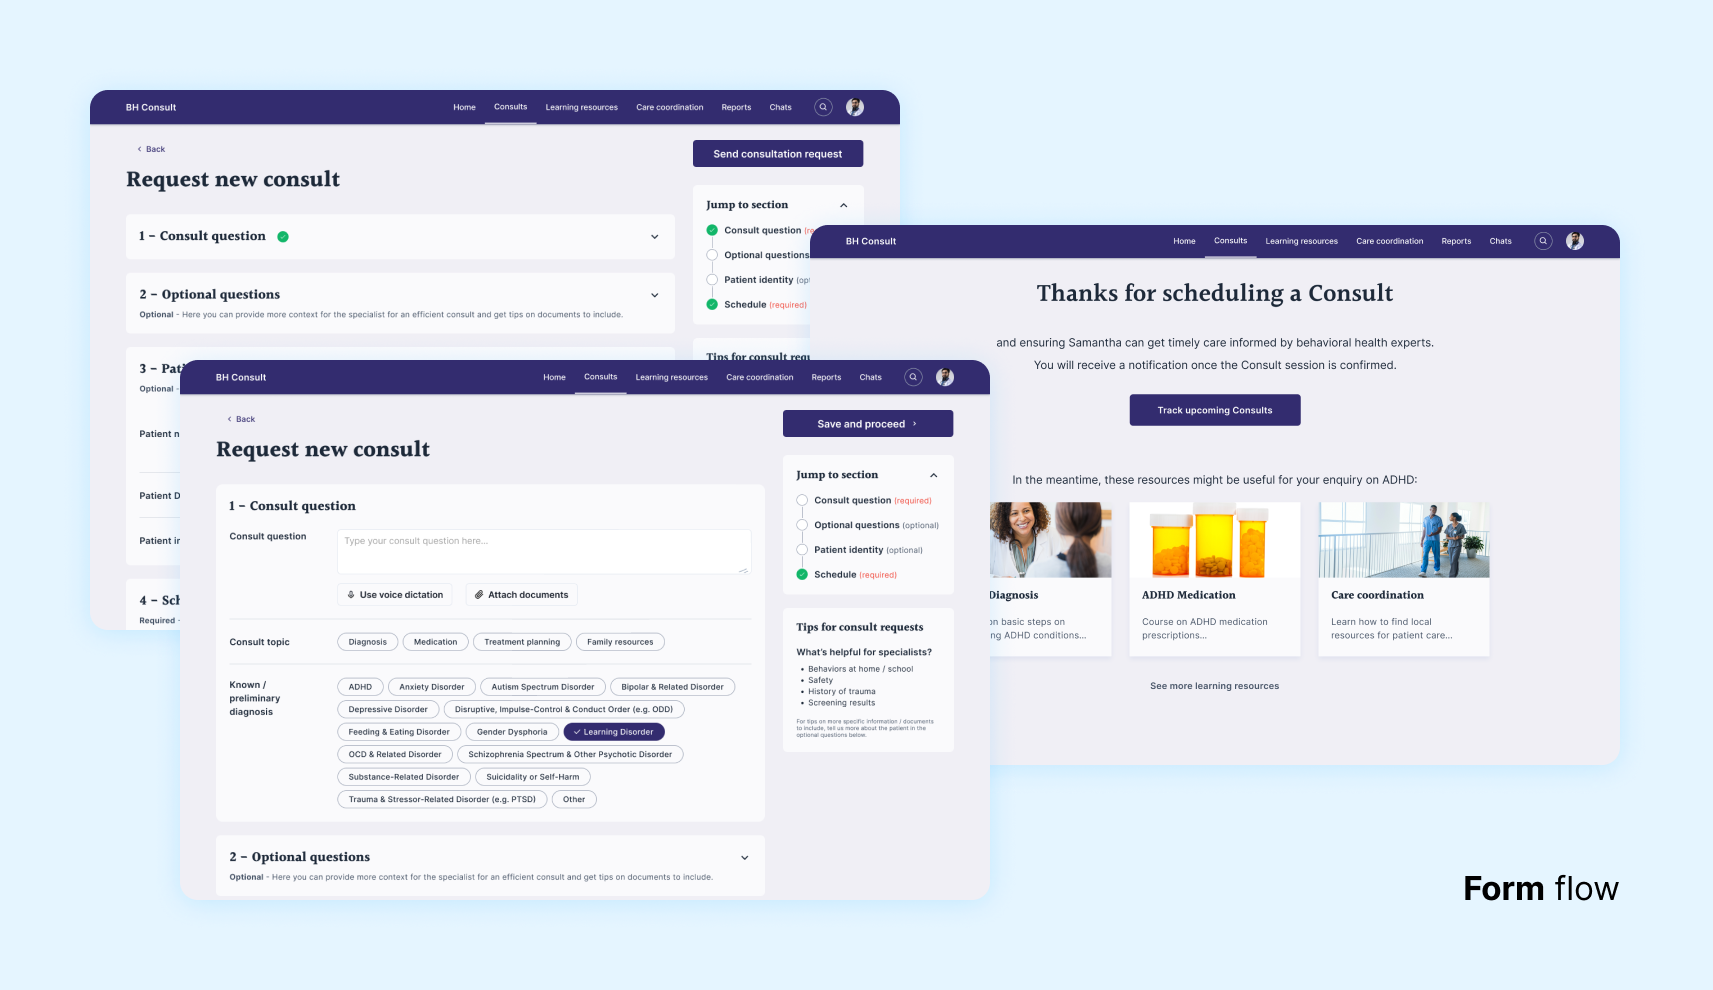 BH Consult
Home Consults Learning resources Care coordination Reports Chats
Back
Request new consult
Send consultation request
1 – Consult question
2 – Optional questions
Optional - Here you can provide more context for the specialist for an efficient consult and get tips on documents to include.
Optional -
Patient
Patient
Patient
Required -
Jump to section
Consult question
Optional questions
Patient identity
Schedule (required)
Tips for consult
BH Consult
Home Consults Learning resources Care coordination Reports Chats
Back
Request new consult
Save and proceed
1 – Consult question
Consult question
Type your consult question here...
Use voice dictation
Attach documents
Consult topic
Diagnosis Medication Treatment planning Family resources
Known /
preliminary
diagnosis
ADHD Anxiety Disorder Autism Spectrum Disorder Bipolar & Related Disorder
Depressive Disorder Disruptive, Impulse-Control & Conduct Order (e.g. ODD)
Feeding & Eating Disorder Gender Dysphoria Learning Disorder
OCD & Related Disorder Schizophrenia Spectrum & Other Psychotic Disorder
Substance-Related Disorder Suicidality or Self-Harm
Trauma & Stressor-Related Disorder (e.g. PTSD) Other
2 – Optional questions
Optional - Here you can provide more context for the specialist for an efficient consult and get tips on documents to include.
Jump to section
Consult question (required)
Optional questions (optional)
Patient identity (optional)
Schedule (required)
Tips for consult requests
What's helpful for specialists?
• Behaviors at home / school
• Safety
• History of trauma
• Screening results
For tips on more specific information / documents
to include, tell us more about the patient in the
optional questions below.
BH Consult
Home Consults Learning resources Care coordination Reports Chats
Thanks for scheduling a Consult
and ensuring Samantha can get timely care informed by behavioral health experts.
You will receive a notification once the Consult session is confirmed.
Track upcoming Consults
In the meantime, these resources might be useful for your enquiry on ADHD:
Diagnosis
on basic steps on
ADHD conditions...
ADHD Medication
Course on ADHD medication
prescriptions...
Care coordination
Learn how to find local
resources for patient care...
See more learning resources
Form flow